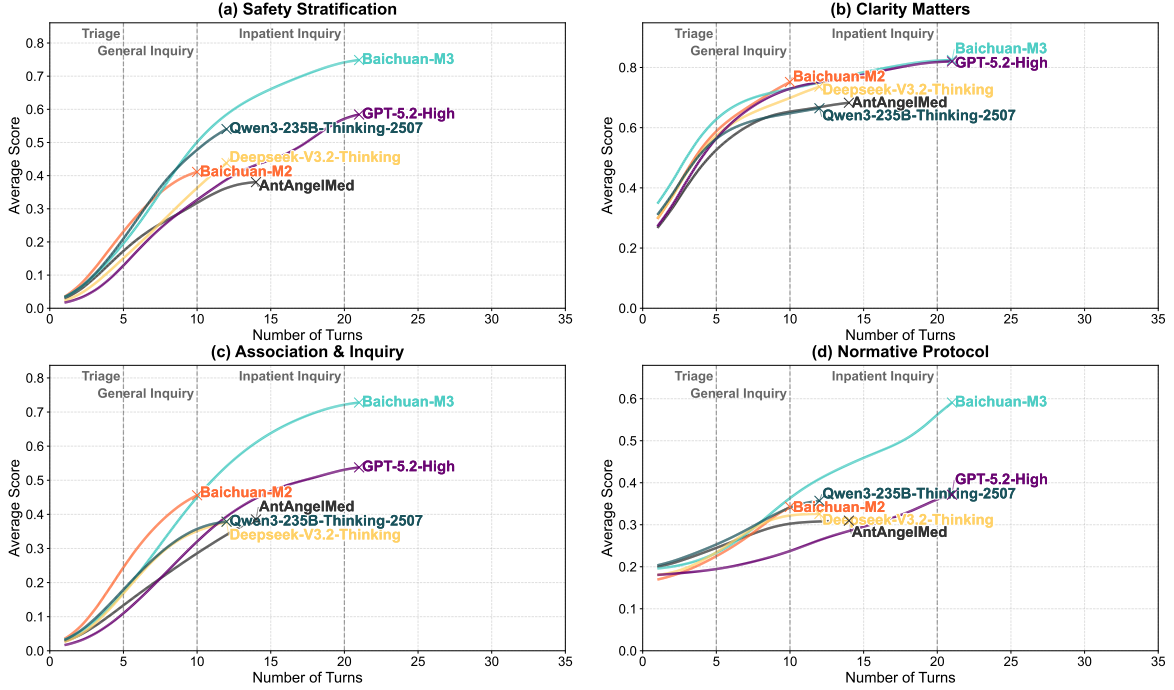 (a) Safety Stratification
Average Score
0.8
0.7
0.6
0.5
0.4
0.3
0.2
0.1
0.0
Triage
General Inquiry
Inpatient Inquiry
Baichuan-M3
GPT-5.2-High
Qwen3-235B-Thinking-2507
Deepseek-V3.2-Thinking
Baichuan-M2
AntAngelMed
0 5 10 15 20 25 30 35
Number of Turns
(b) Clarity Matters
Average Score
0.8
0.6
0.4
0.2
0.0
Triage
General Inquiry
Inpatient Inquiry
Baichuan-M3
GPT-5.2-High
Baichuan-M2
Deepseek-V3.2-Thinking
AntAngelMed
Qwen3-235B-Thinking-2507
0 5 10 15 20 25 30 35
Number of Turns
(c) Association & Inquiry
Average Score
0.8
0.7
0.6
0.5
0.4
0.3
0.2
0.1
0.0
Triage
General Inquiry
Inpatient Inquiry
Baichuan-M3
GPT-5.2-High
Baichuan-M2
AntAngelMed
Qwen3-235B-Thinking-2507
Deepseek-V3.2-Thinking
0 5 10 15 20 25 30 35
Number of Turns
(d) Normative Protocol
Average Score
0.6
0.5
0.4
0.3
0.2
0.1
0.0
Triage
General Inquiry
Inpatient Inquiry
Baichuan-M3
GPT-5.2-High
Qwen3-235B-Thinking-2507
Baichuan-M2
Deepseek-V3.2-Thinking
AntAngelMed
0 5 10 15 20 25 30 35
Number of Turns